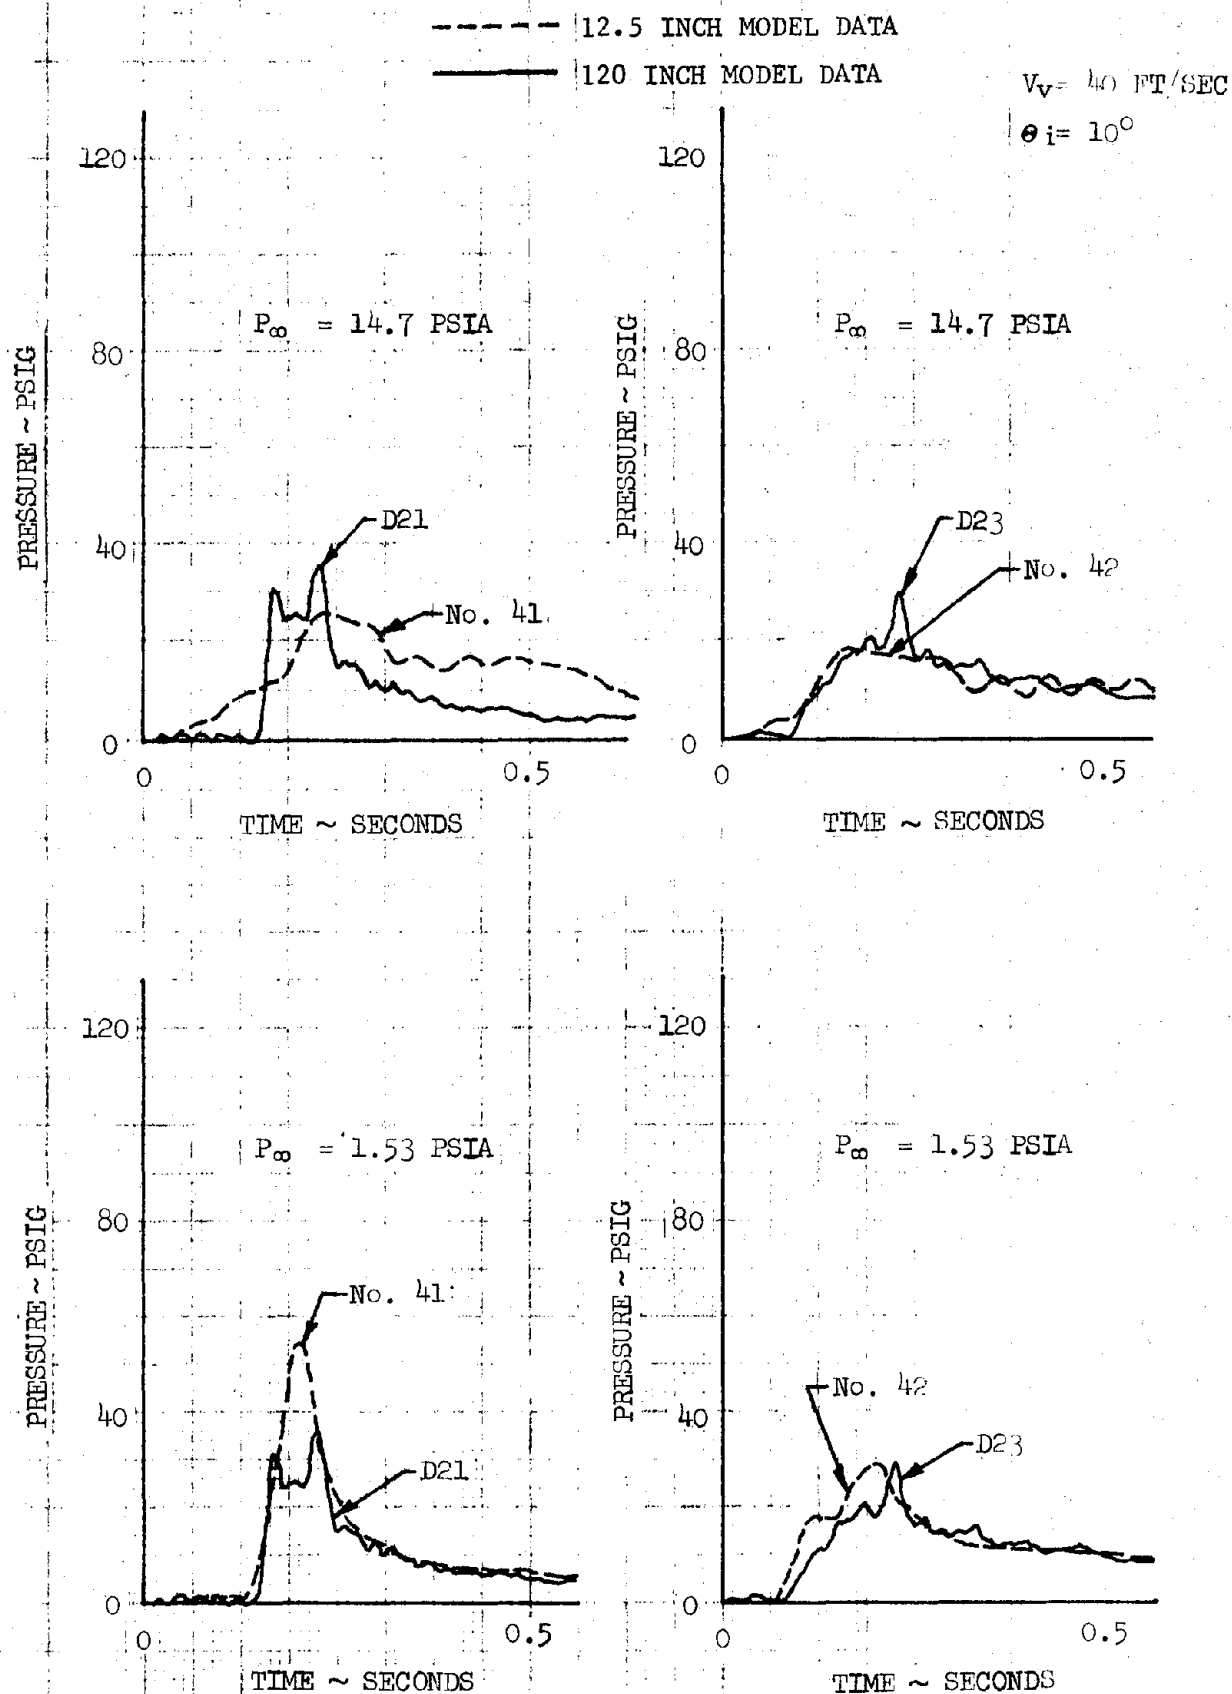 12.5 INCH MODEL DATA
120 INCH MODEL DATA
Vv= 40 FT/SEC
θi= 10°
120
80
40
0
PRESSURE ~ PSIG
P∞ = 14.7 PSIA
D21
No. 41
0
0.5
TIME ~ SECONDS
120
80
40
0
PRESSURE ~ PSIG
P∞ = 14.7 PSIA
D23
No. 42
0
0.5
TIME ~ SECONDS
120
80
40
0
PRESSURE ~ PSIG
P∞ = 1.53 PSIA
No. 41
D21
0
0.5
TIME ~ SECONDS
120
80
40
0
PRESSURE ~ PSIG
P∞ = 1.53 PSIA
No. 42
D23
0
0.5
TIME ~ SECONDS